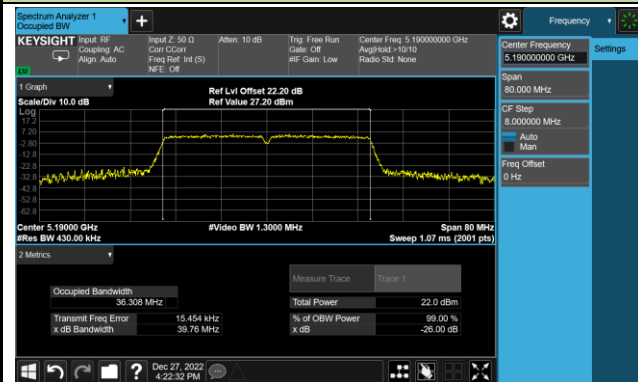 Spectrum Analyzer 1
Occupied BW
Frequency
KEYSIGHT
Input: RF
Coupling: AC
Align: Auto
Input Z: 50 Ω
Corr CCorr
Freq Ref: Int (S)
NFE: Off
Atten: 10 dB
Trig: Free Run
Gate: Off
#IF Gain: Low
Center Freq: 5.190000000 GHz
Avg|Hold:>10/10
Radio Std: None
LXI
1 Graph
Scale/Div 10.0 dB
Ref Lvl Offset 22.20 dB
Ref Value 27.20 dBm
Log
17.2
7.20
-2.80
-12.8
-22.8
-32.8
-42.8
-52.8
-62.8
Center 5.19000 GHz
#Res BW 430.00 kHz
#Video BW 1.3000 MHz
Span 80 MHz
Sweep 1.07 ms (2001 pts)
2 Metrics
Measure Trace
Trace 1
Occupied Bandwidth
36.308 MHz
Total Power
22.0 dBm
Transmit Freq Error
15.454 kHz
% of OBW Power
99.00 %
x dB Bandwidth
39.76 MHz
x dB
-26.00 dB
Center Frequency
5.190000000 GHz
Settings
Span
80.000 MHz
CF Step
8.000000 MHz
Auto
Man
Freq Offset
0 Hz
?
Dec 27, 2022
4:22:32 PM